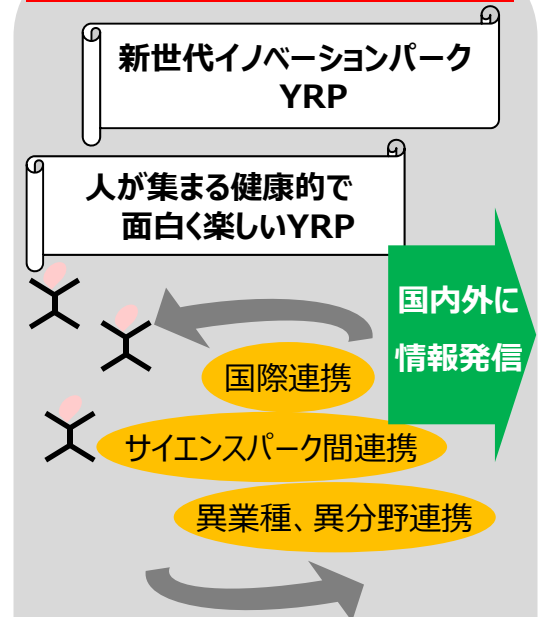 新世代イノベーションパーク
YRP
人が集まる健康的で
面白く楽しいYRP
国内外に
情報発信
国際連携
サイエンスパーク間連携
異業種、異分野連携